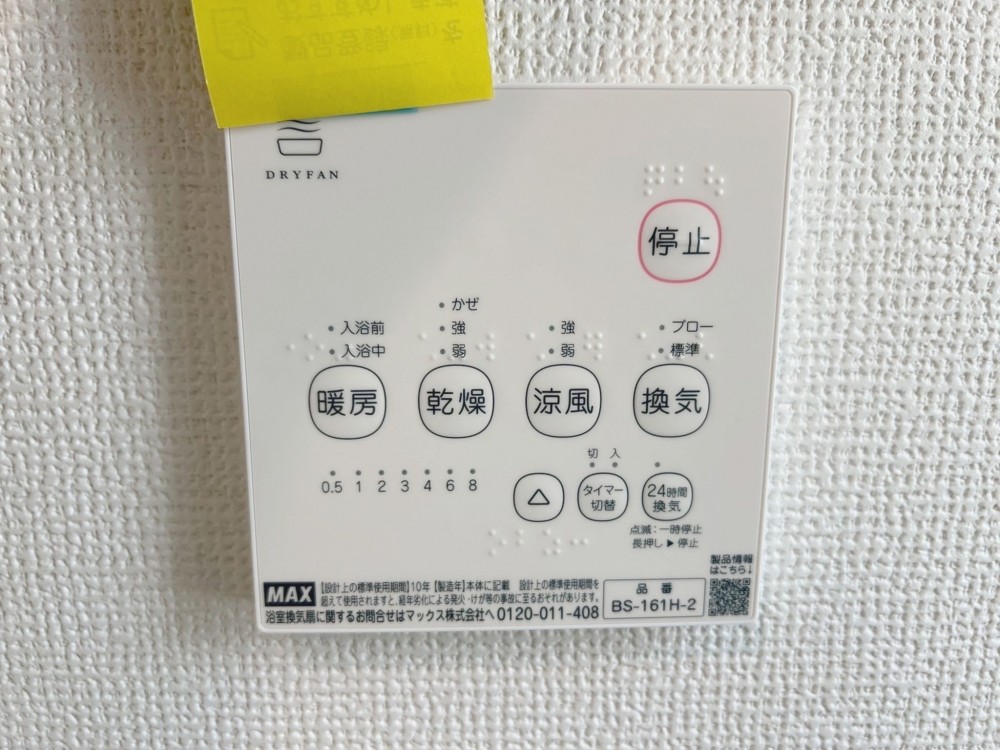 DRYFAN
停止
かぜ
入浴前 強 強 ブロー
入浴中 弱 弱 標準
暖房 乾燥 涼風 換気
切 入
0.5 1 2 3 4 6 8
△ タイマー切替 24時間換気
点滅:一時停止
長押し▶停止
製品情報
はこちら↓
MAX
【設計上の標準使用期間】10年【製造年】本体に記載 設計上の標準使用期間を
超えて使用されますと、経年劣化による発火・けが等の事故に至るおそれがあります。
浴室換気扇に関するお問合せはマックス株式会社へ0120-011-408
品番
BS-161H-2